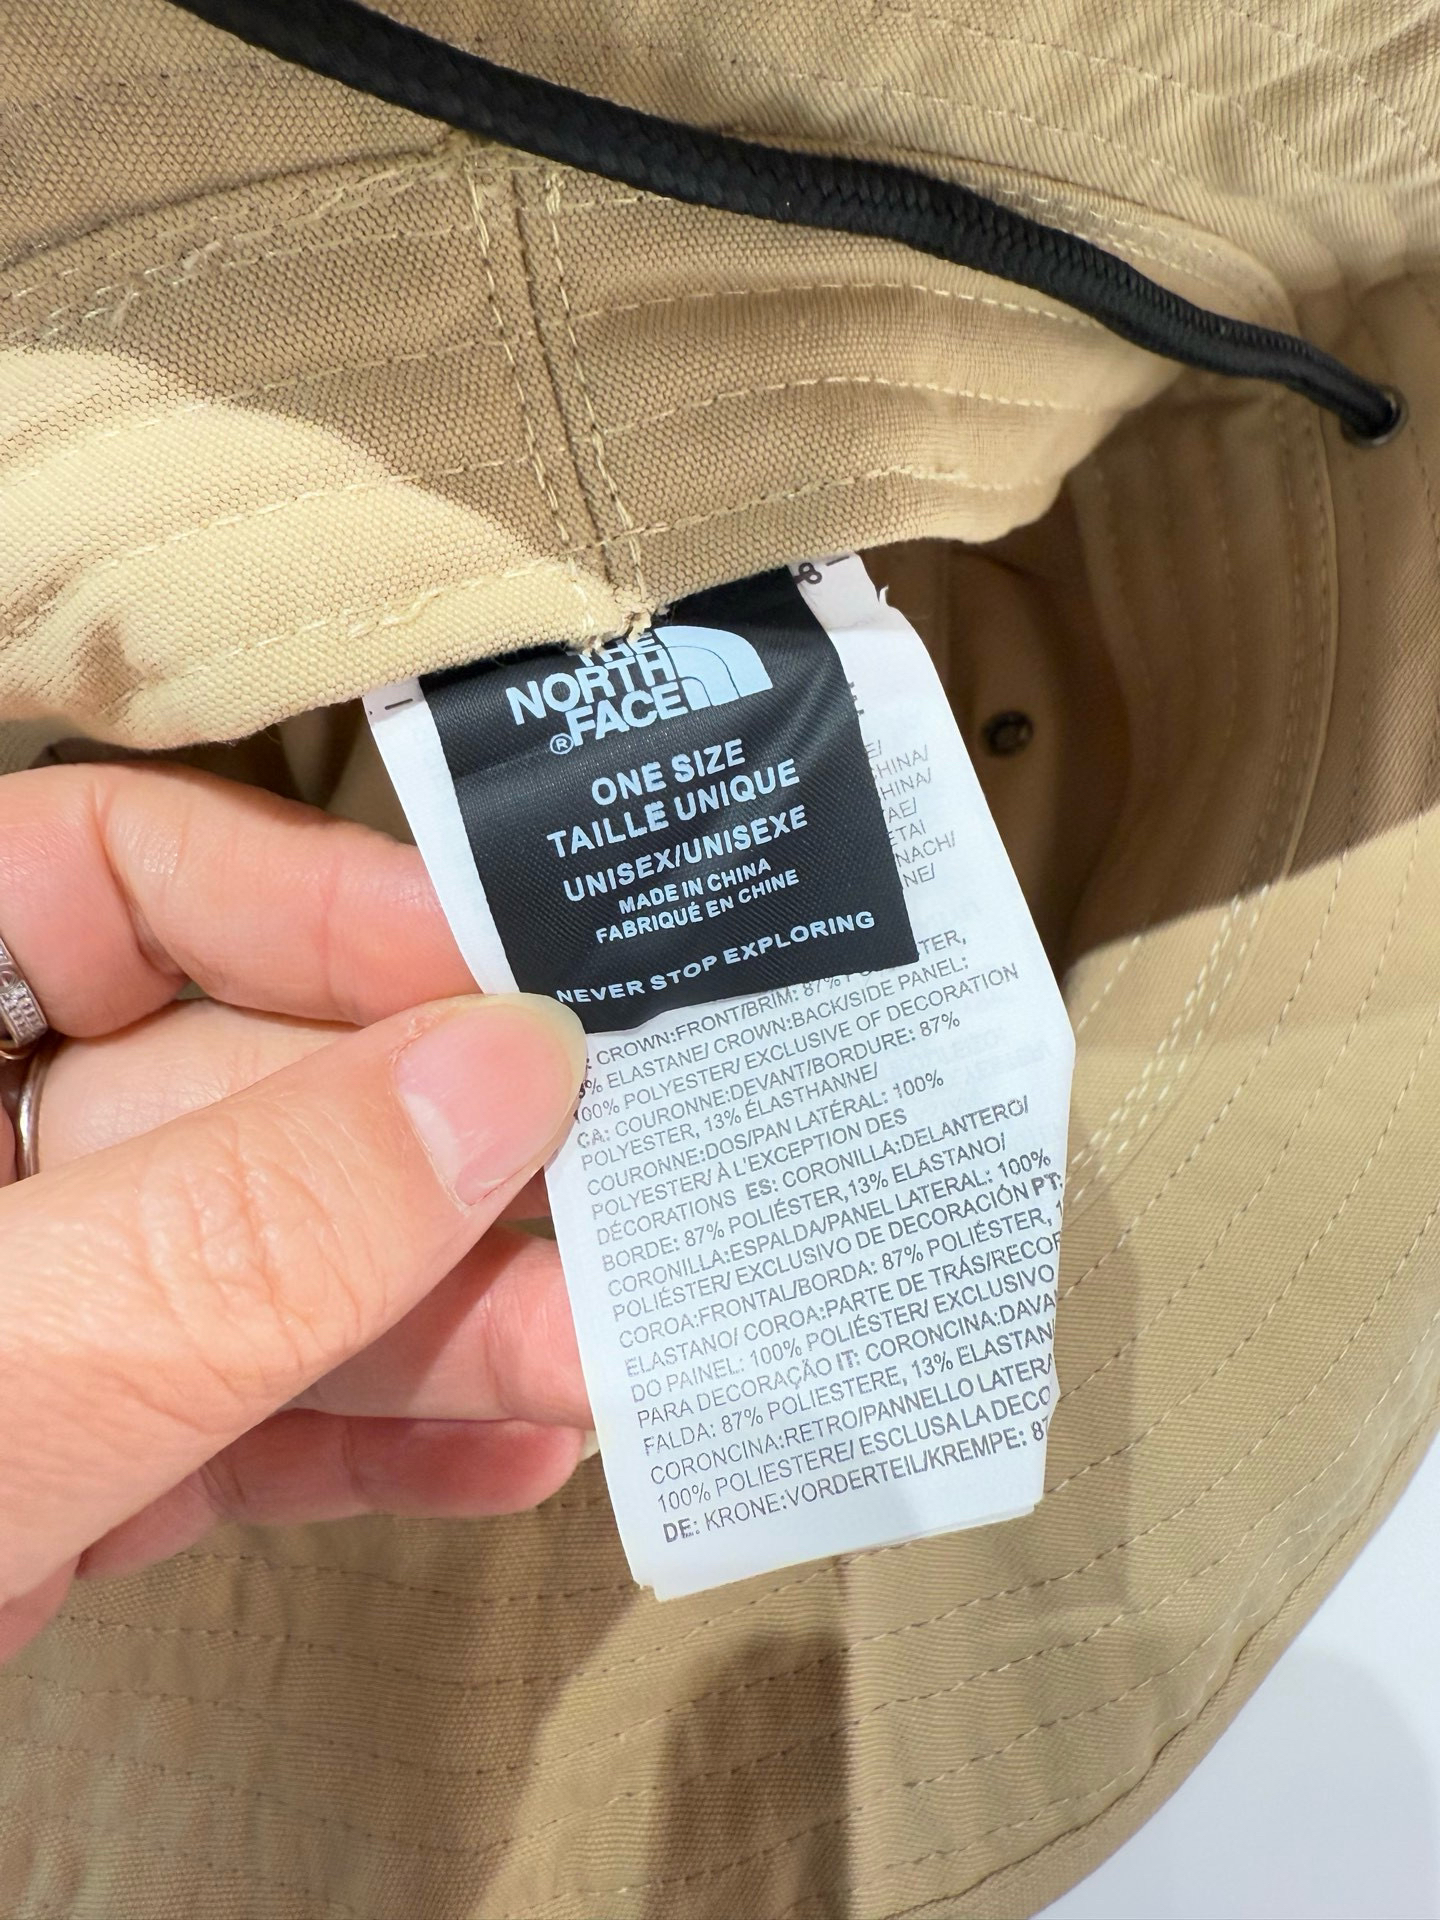 THE
NORTH
FACE
®
ONE SIZE
TAILLE UNIQUE
UNISEX/UNISEXE
MADE IN CHINA
FABRIQUÉ EN CHINE
NEVER STOP EXPLORING
CROWN:FRONT/BRIM: 87%
% ELASTANE/ CROWN:BACK/SIDE PANEL:
100% POLYESTER/ EXCLUSIVE OF DECORATION
CA: COURONNE:DEVANT/BORDURE: 87%
POLYESTER, 13% ÉLASTHANNE/
COURONNE:DOS/PAN LATÉRAL: 100%
POLYESTER/ À L'EXCEPTION DES
DÉCORATIONS ES: CORONILLA:DELANTERO/
BORDE: 87% POLIÉSTER,13% ELASTANO/
CORONILLA:ESPALDA/PANEL LATERAL: 100%
POLIÉSTER/ EXCLUSIVO DE DECORACIÓN PT:
COROA:FRONTAL/BORDA: 87% POLIÉSTER,
ELASTANO/ COROA:PARTE DE TRÁS/RECOR
DO PAINEL: 100% POLIÉSTER/ EXCLUSIVO
PARA DECORAÇÃO IT: CORONCINA:DAVA
FALDA: 87% POLIESTERE, 13% ELASTAN
CORONCINA:RETRO/PANNELLO LATERA
100% POLIESTERE/ ESCLUSA LA DECO
DE: KRONE:VORDERTEIL/KREMPE: 87